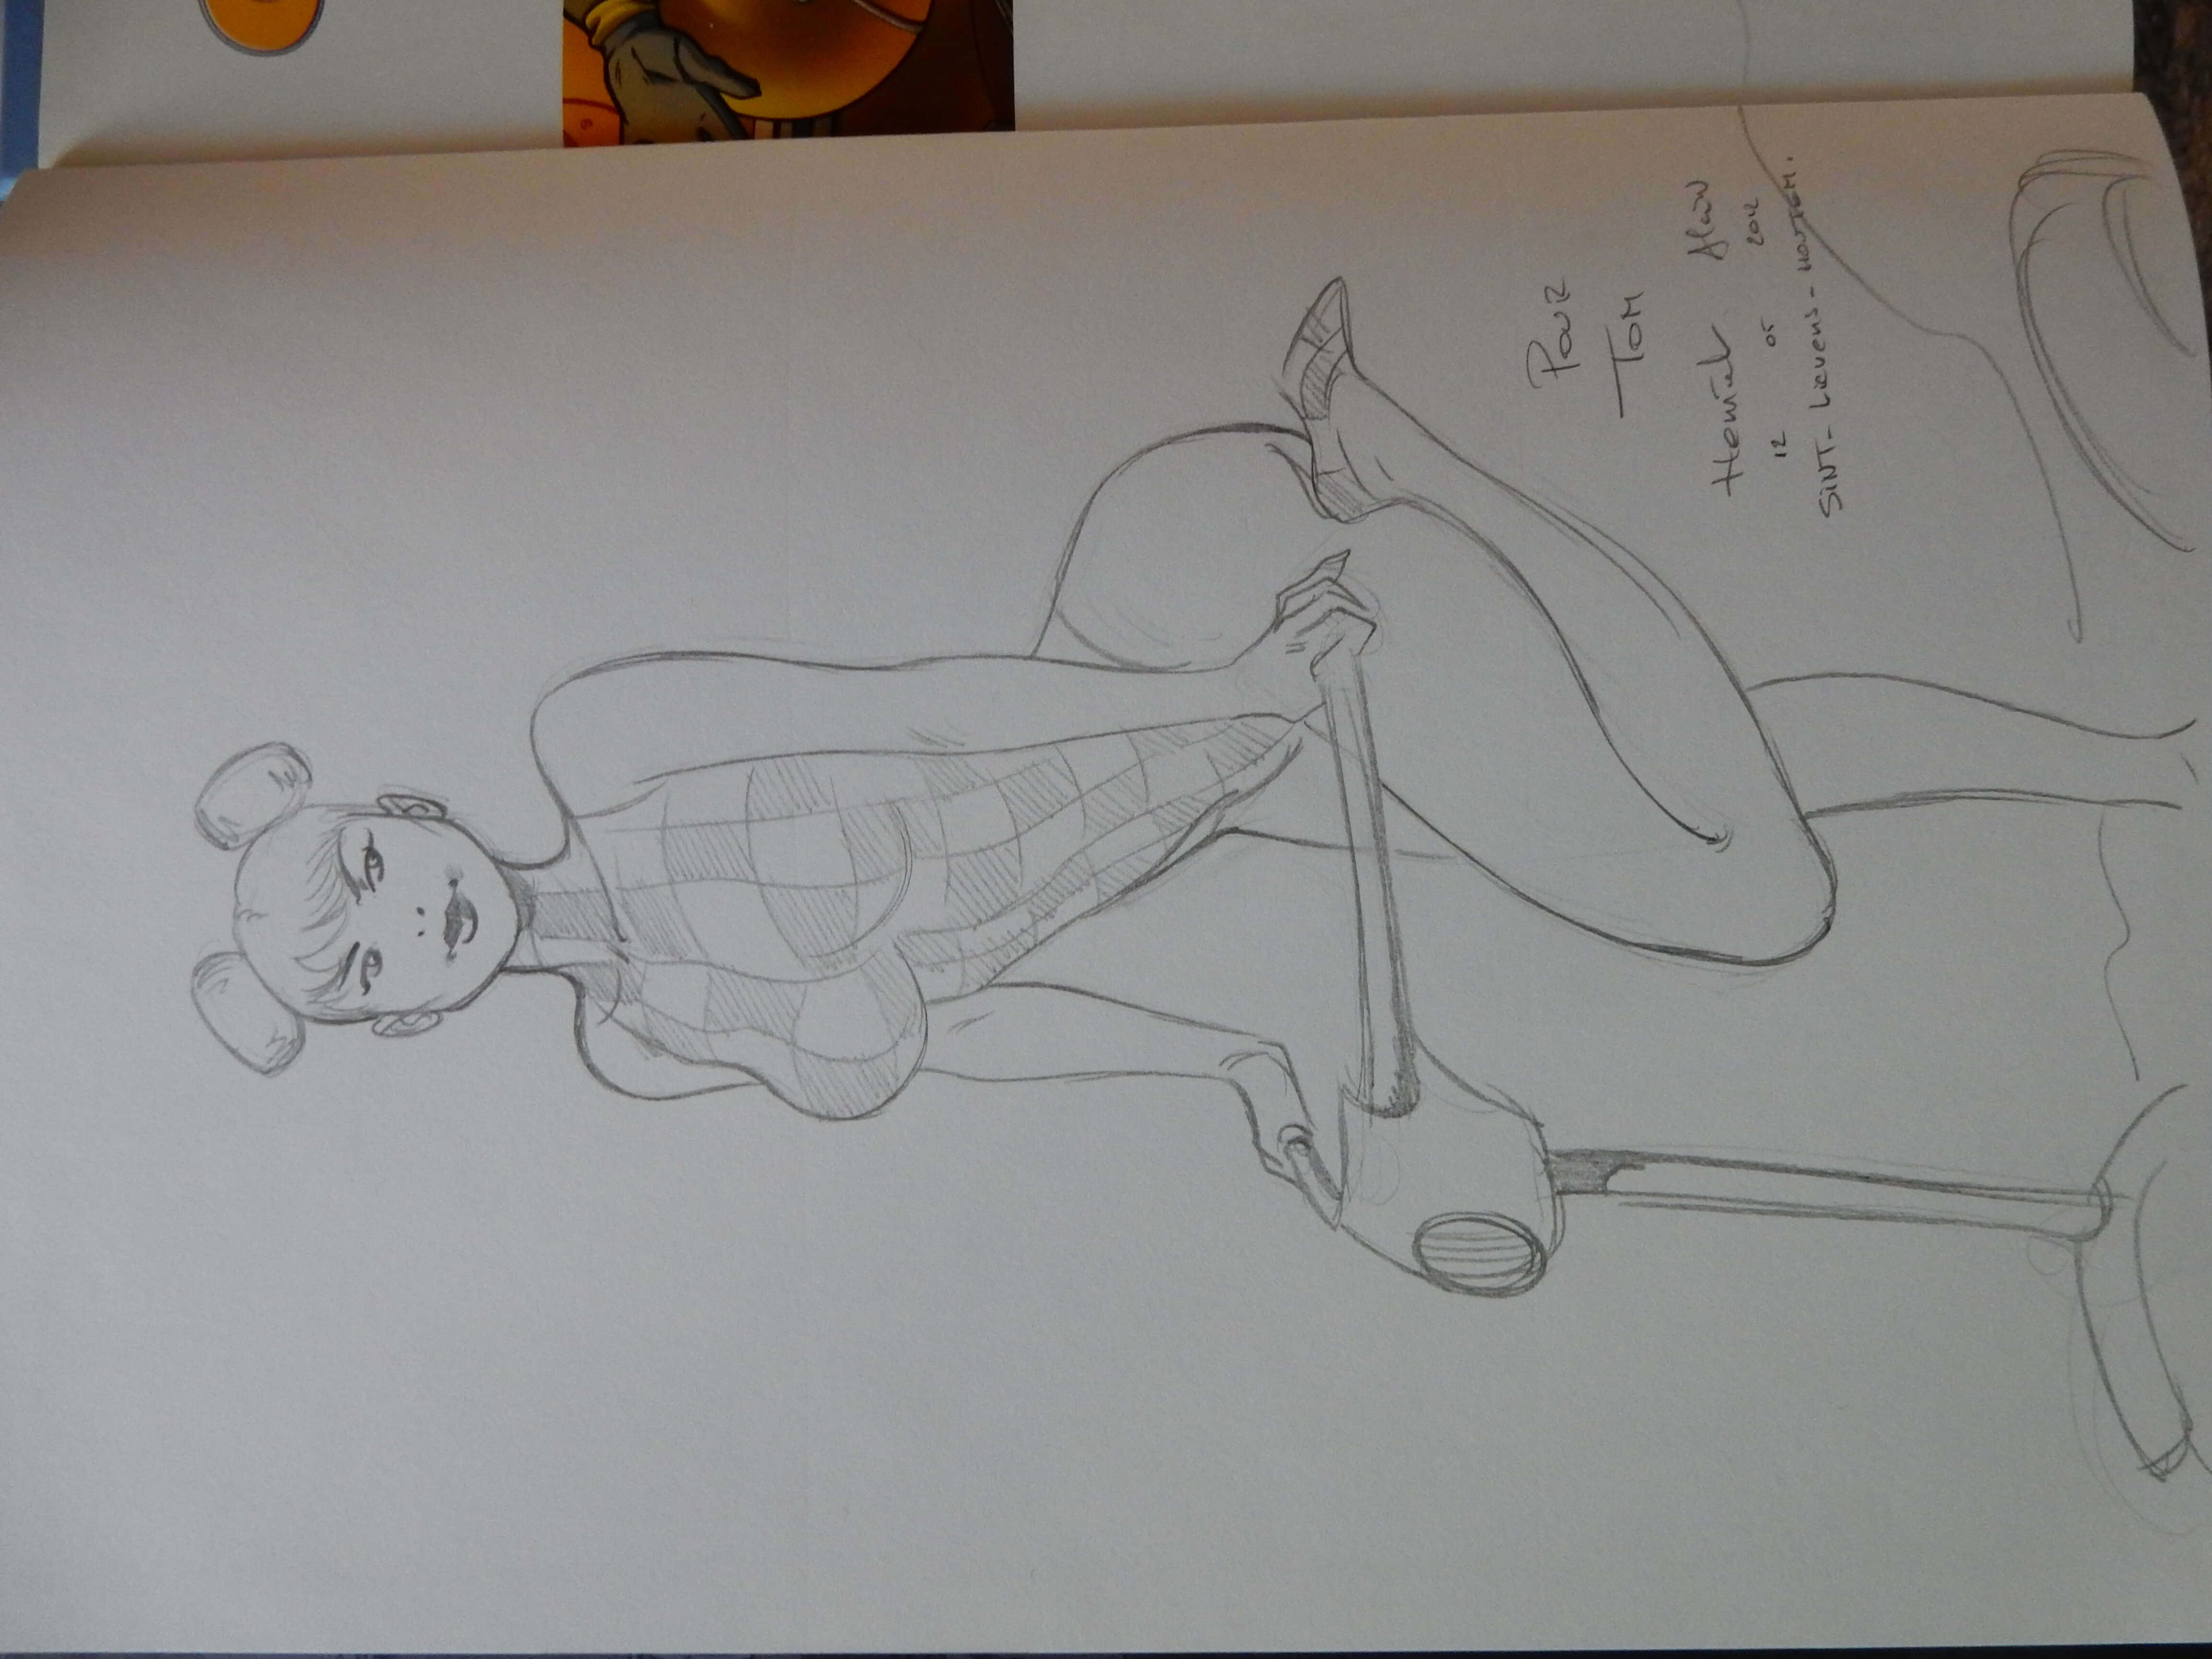 POUR
TOM
Henriet Alain
12 05 2012
SINT-Lievens-HOUTEM.